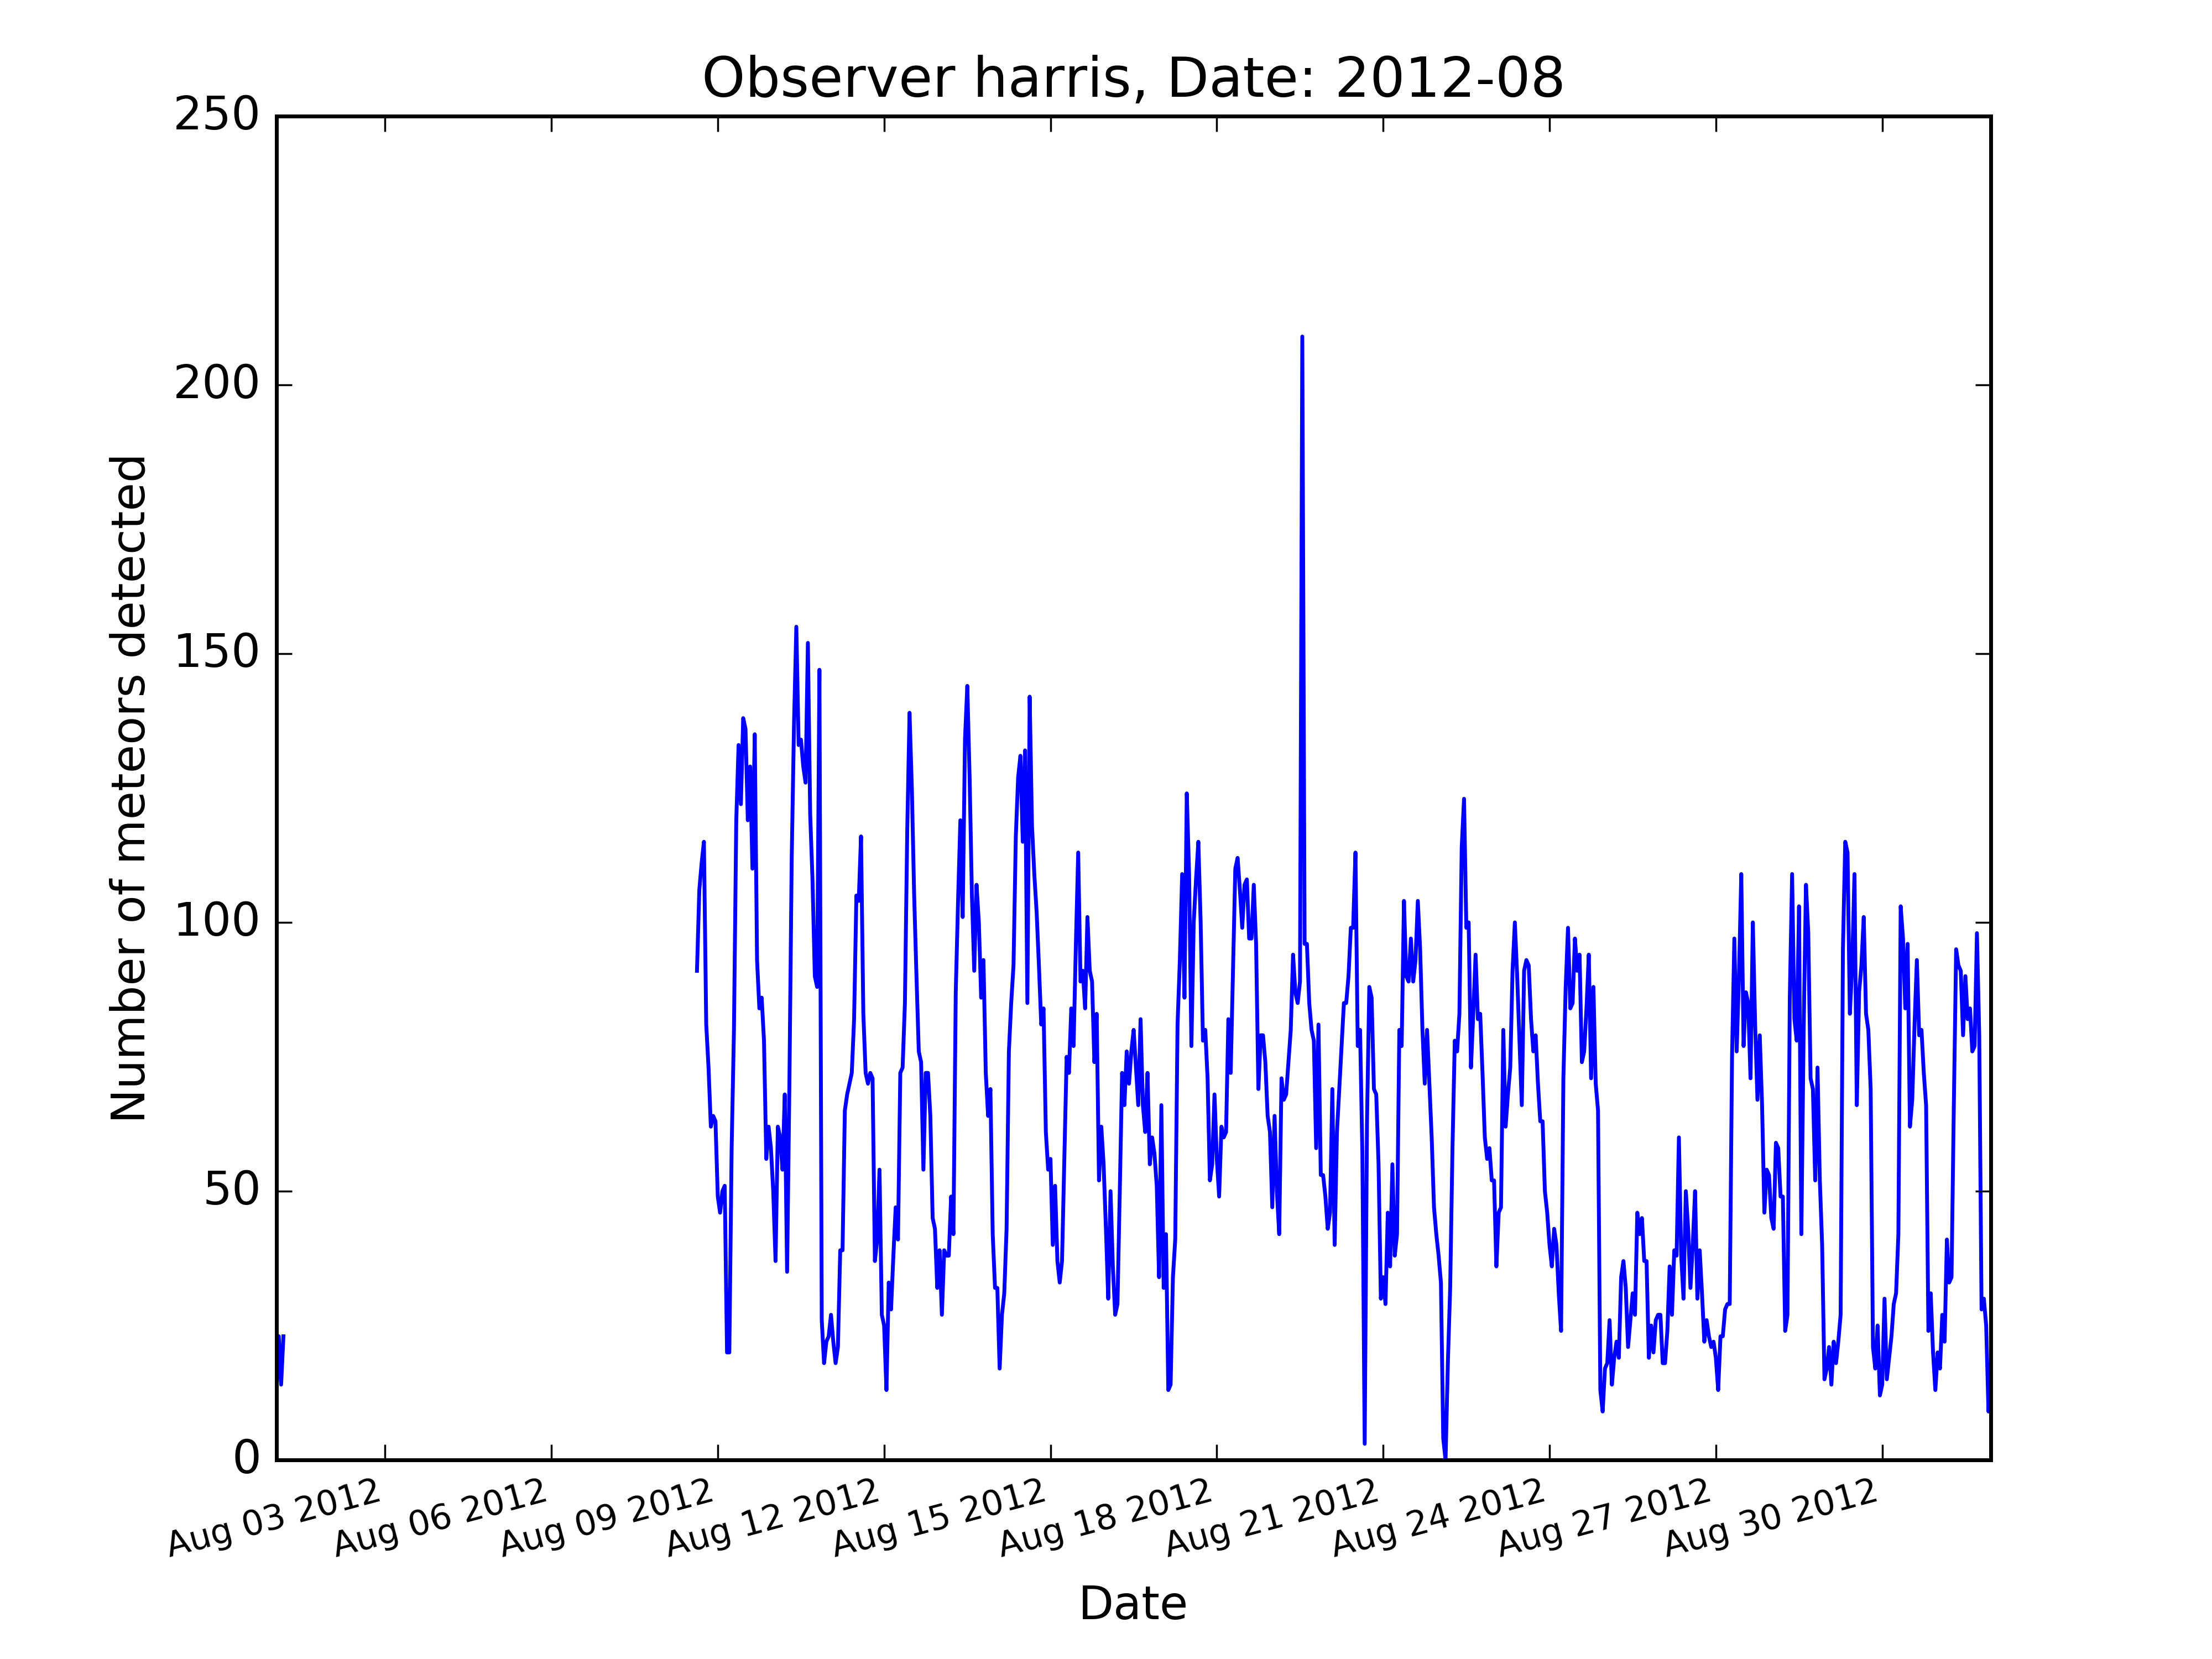 Observer harris, Date: 2012-08
Number of meteors detected
250
200
150
100
50
0
Aug 03 2012
Aug 06 2012
Aug 09 2012
Aug 12 2012
Aug 15 2012
Aug 18 2012
Aug 21 2012
Aug 24 2012
Aug 27 2012
Aug 30 2012
Date